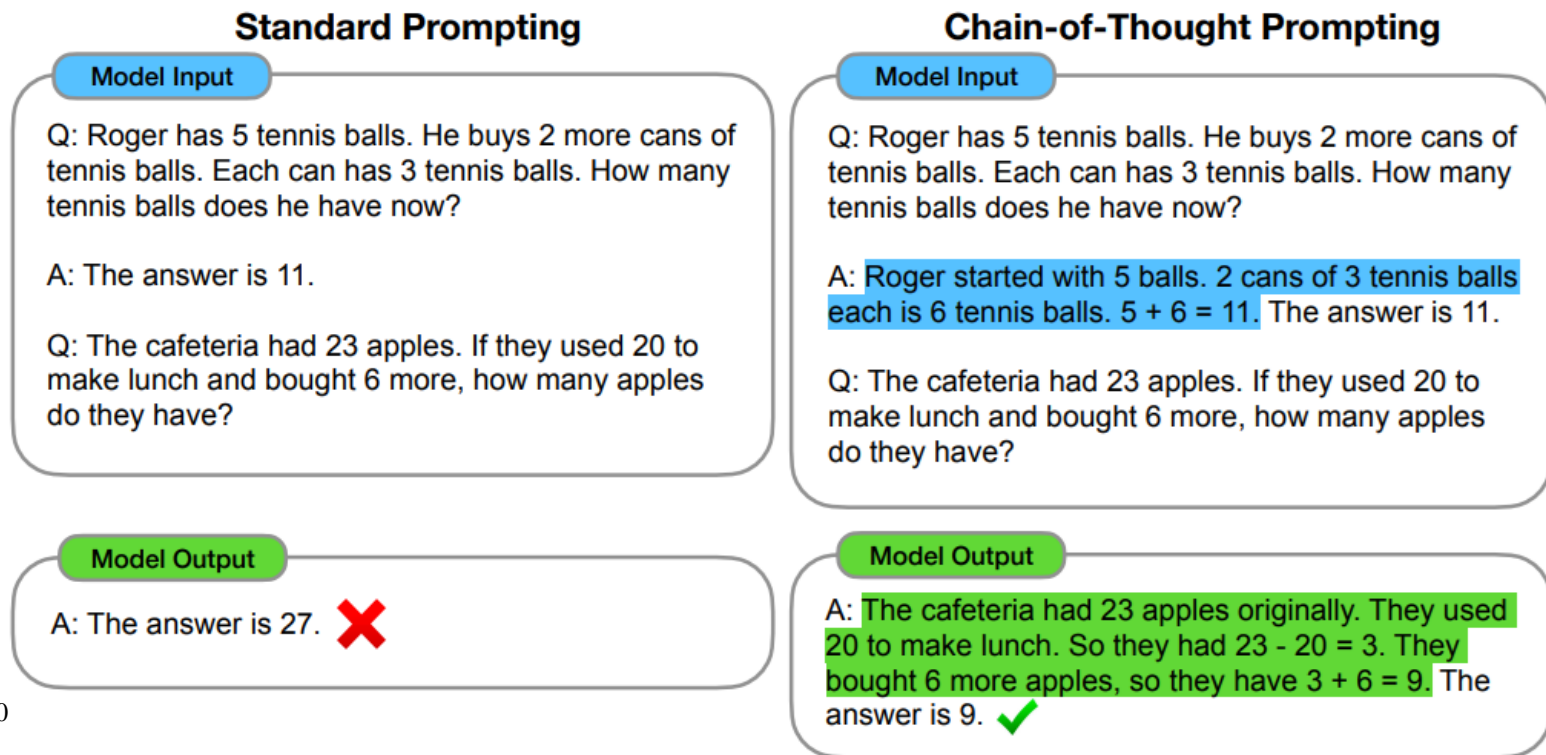 Standard Prompting
Model Input
Q: Roger has 5 tennis balls. He buys 2 more cans of
tennis balls. Each can has 3 tennis balls. How many
tennis balls does he have now?
A: The answer is 11.
Q: The cafeteria had 23 apples. If they used 20 to
make lunch and bought 6 more, how many apples
do they have?
Model Output
A: The answer is 27.
Chain-of-Thought Prompting
Model Input
Q: Roger has 5 tennis balls. He buys 2 more cans of
tennis balls. Each can has 3 tennis balls. How many
tennis balls does he have now?
A: Roger started with 5 balls. 2 cans of 3 tennis balls
each is 6 tennis balls. 5 + 6 = 11. The answer is 11.
Q: The cafeteria had 23 apples. If they used 20 to
make lunch and bought 6 more, how many apples
do they have?
Model Output
A: The cafeteria had 23 apples originally. They used
20 to make lunch. So they had 23 - 20 = 3. They
bought 6 more apples, so they have 3 + 6 = 9. The
answer is 9.